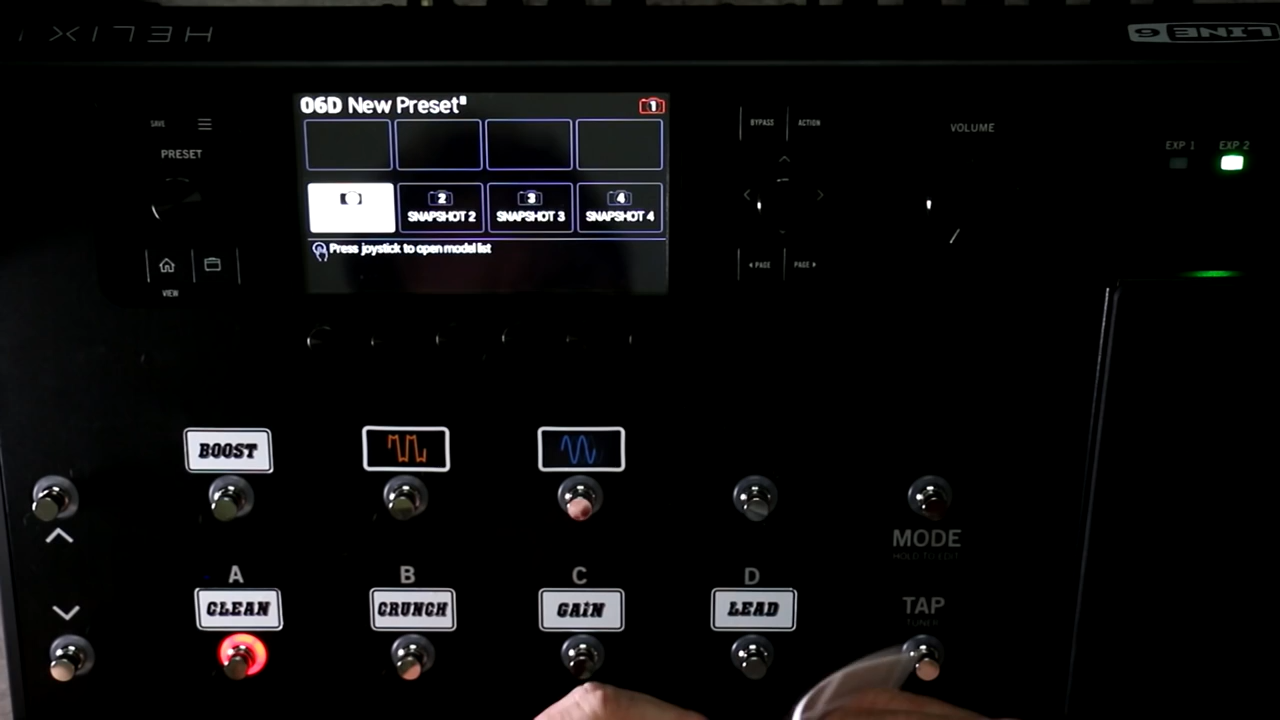 HELIX
LINE 6
06D New Preset
1
SAVE
PRESET
BYPASS
ACTION
VOLUME
EXP 1
EXP 2
2
SNAPSHOT 2
3
SNAPSHOT 3
4
SNAPSHOT 4
Press joystick to open model list
PAGE
PAGE
VIEW
BOOST
MODE
HOLD TO EDIT
A
B
C
D
CLEAN
CRUNCH
GAiN
LEAD
TAP
TUNER